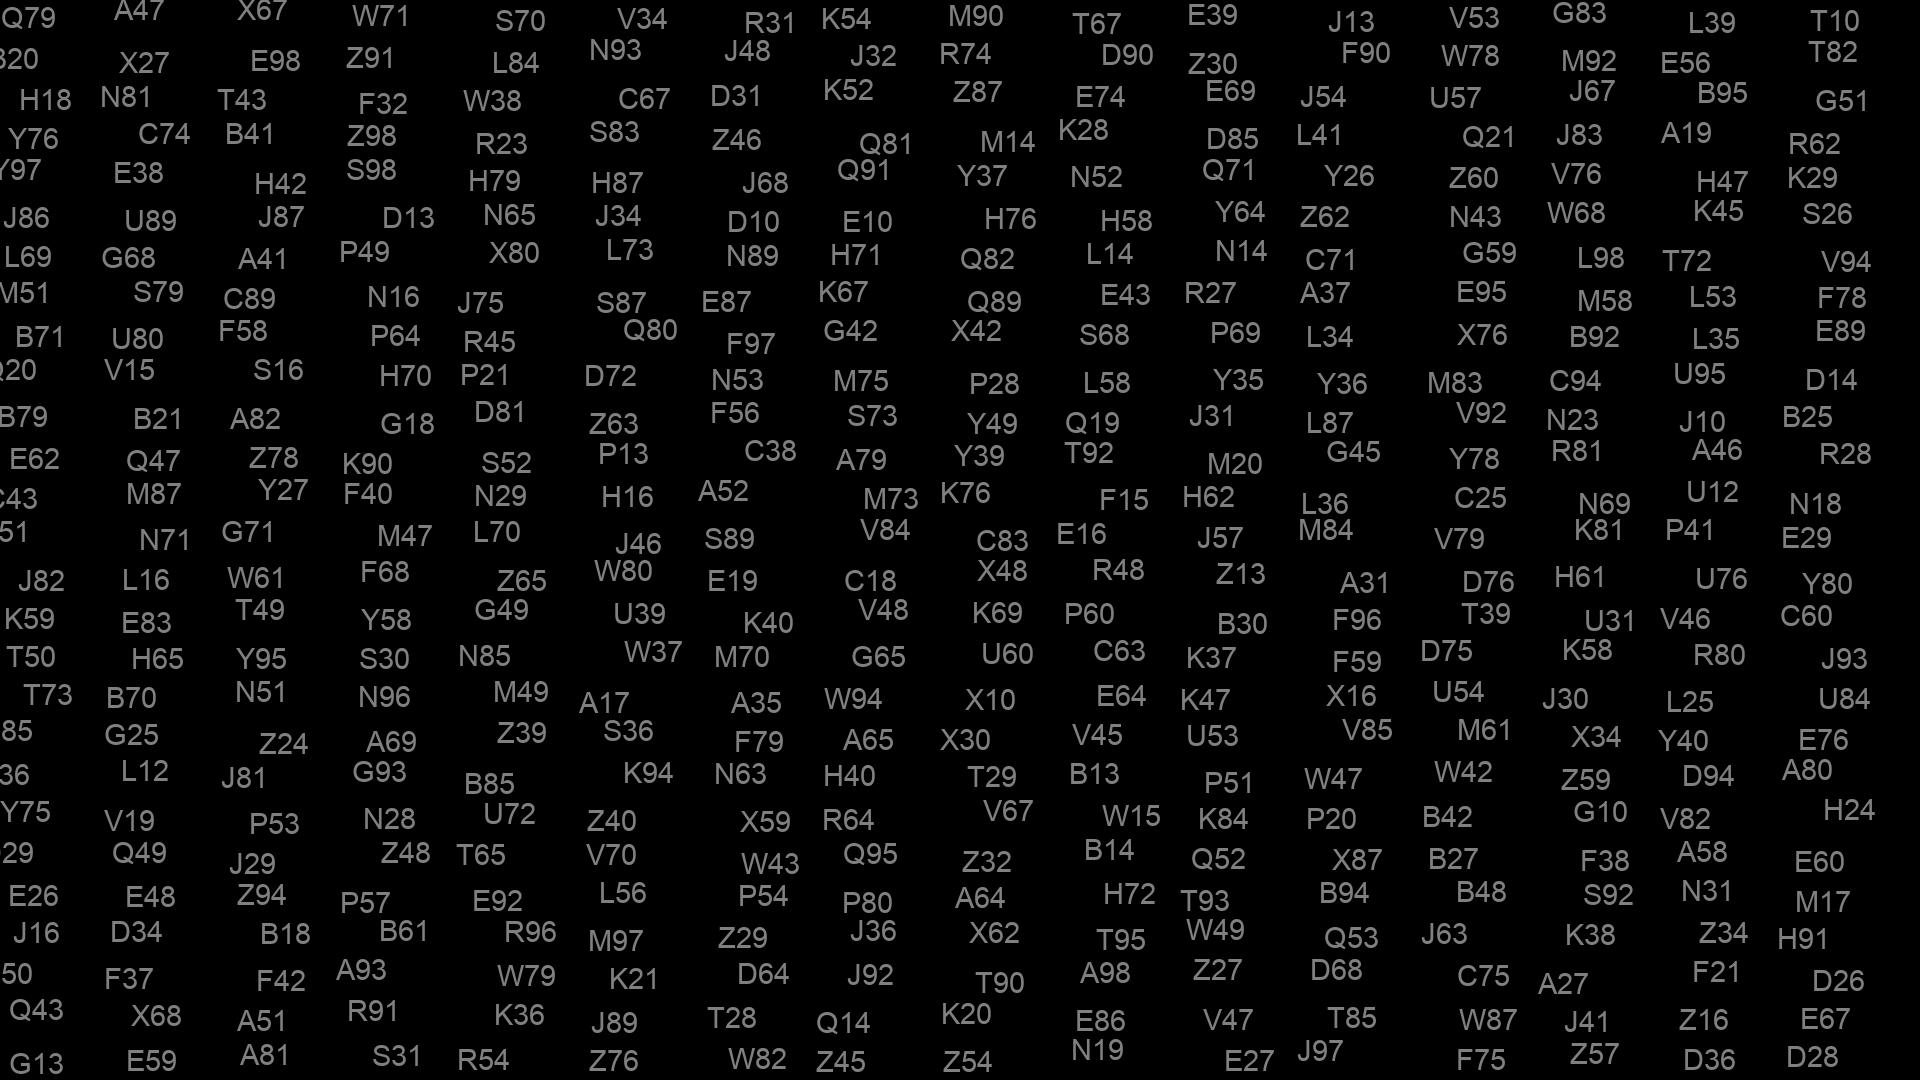 Q79 A47 X67 W71 S70 V34 R31 K54 M90 T67 E39 J13 V53 G83 L39 T10
X27 E98 Z91 L84 N93 J48 J32 R74 D90 Z30 F90 W78 M92 E56 T82
H18 N81 T43 F32 W38 C67 D31 K52 Z87 E74 E69 J54 U57 J67 B95 G51
Y76 C74 B41 Z98 R23 S83 Z46 Q81 M14 K28 D85 L41 Q21 J83 A19 R62
Y97 E38 H42 S98 H79 H87 J68 Q91 Y37 N52 Q71 Y26 Z60 V76 H47 K29
J86 U89 J87 D13 N65 J34 D10 E10 H76 H58 Y64 Z62 N43 W68 K45 S26
L69 G68 A41 P49 X80 L73 N89 H71 Q82 L14 N14 C71 G59 L98 T72 V94
M51 S79 C89 N16 J75 S87 E87 K67 Q89 E43 R27 A37 E95 M58 L53 F78
B71 U80 F58 P64 R45 Q80 F97 G42 X42 S68 P69 L34 X76 B92 L35 E89
V15 S16 H70 P21 D72 N53 M75 P28 L58 Y35 Y36 M83 C94 U95 D14
B79 B21 A82 G18 D81 Z63 F56 S73 Y49 Q19 J31 L87 V92 N23 J10 B25
E62 Q47 Z78 K90 S52 P13 C38 A79 Y39 T92 M20 G45 Y78 R81 A46 R28
C43 M87 Y27 F40 N29 H16 A52 M73 K76 F15 H62 L36 C25 N69 U12 N18
51 N71 G71 M47 L70 J46 S89 V84 C83 E16 J57 M84 V79 K81 P41 E29
J82 L16 W61 F68 Z65 W80 E19 C18 X48 R48 Z13 A31 D76 H61 U76 Y80
K59 E83 T49 Y58 G49 U39 K40 V48 K69 P60 B30 F96 T39 U31 V46 C60
T50 H65 Y95 S30 N85 W37 M70 G65 U60 C63 K37 F59 D75 K58 R80 J93
T73 B70 N51 N96 M49 A17 A35 W94 X10 E64 K47 X16 U54 J30 L25 U84
85 G25 Z24 A69 Z39 S36 F79 A65 X30 V45 U53 V85 M61 X34 Y40 E76
36 L12 J81 G93 B85 K94 N63 H40 T29 B13 P51 W47 W42 Z59 D94 A80
Y75 V19 P53 N28 U72 Z40 X59 R64 V67 W15 K84 P20 B42 G10 V82 H24
29 Q49 J29 Z48 T65 V70 W43 Q95 Z32 B14 Q52 X87 B27 F38 A58 E60
E26 E48 Z94 P57 E92 L56 P54 P80 A64 H72 T93 B94 B48 S92 N31 M17
J16 D34 B18 B61 R96 M97 Z29 J36 X62 T95 W49 Q53 J63 K38 Z34 H91
50 F37 F42 A93 W79 K21 D64 J92 T90 A98 Z27 D68 C75 A27 F21 D26
Q43 X68 A51 R91 K36 J89 T28 Q14 K20 E86 V47 T85 W87 J41 Z16 E67
G13 E59 A81 S31 R54 Z76 W82 Z45 Z54 N19 E27 J97 F75 Z57 D36 D28